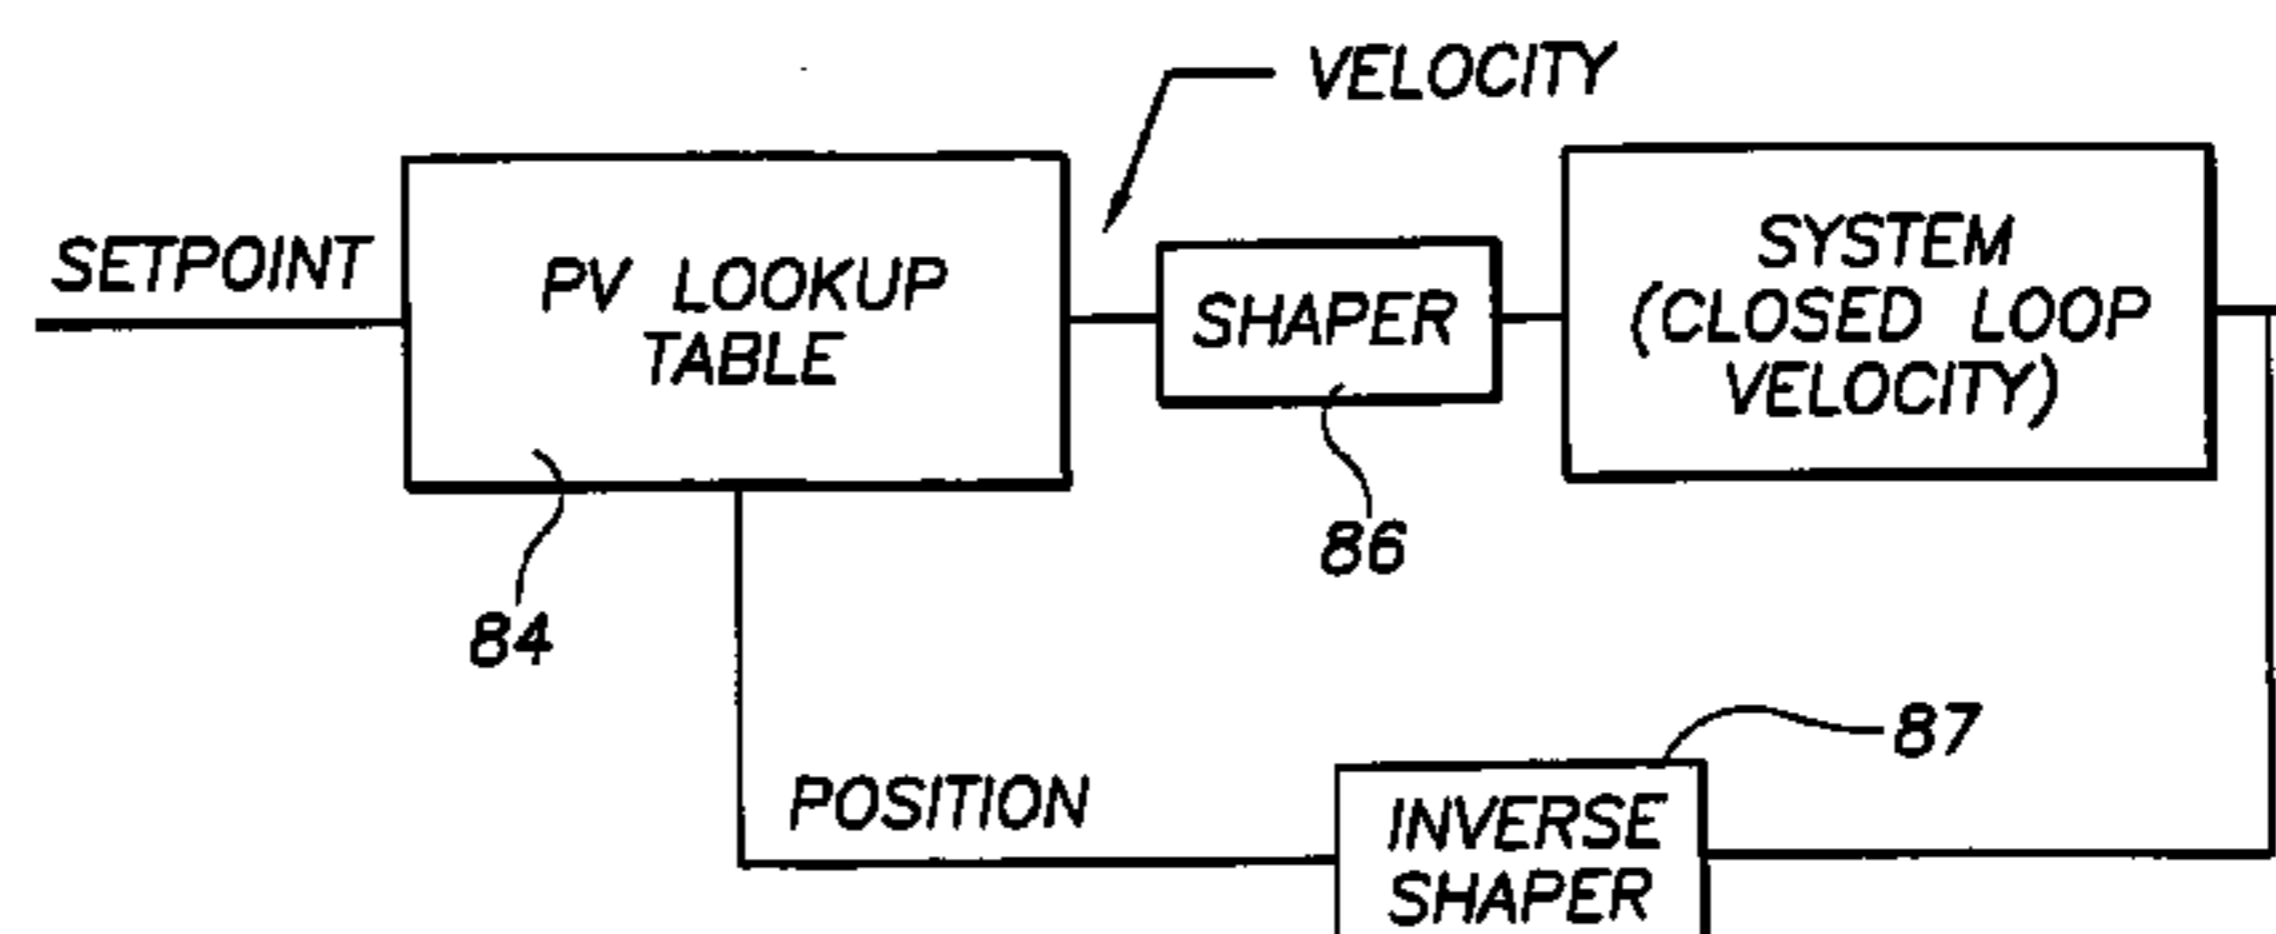 VELOCITY
SETPOINT
PV LOOKUP
TABLE
SHAPER
SYSTEM
(CLOSED LOOP
VELOCITY)
84
86
87
POSITION
INVERSE
SHAPER